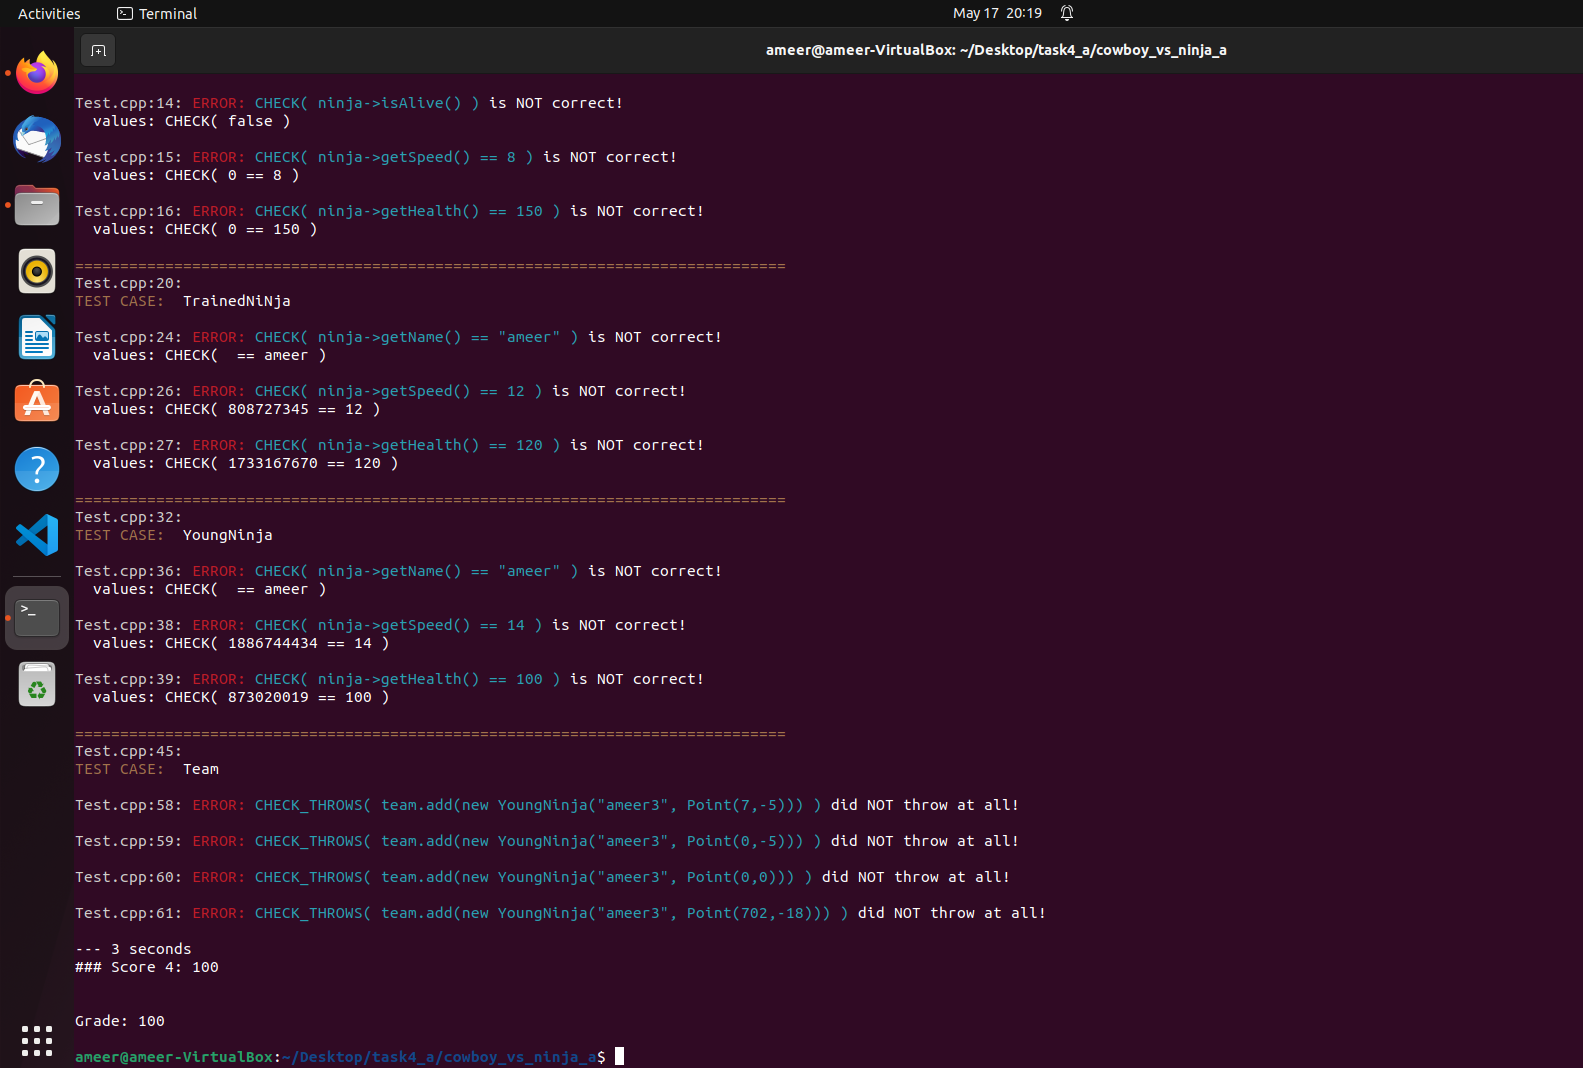 Activities
Terminal
May 17 20:19
ameer@ameer-VirtualBox: ~/Desktop/task4_a/cowboy_vs_ninja_a
Test.cpp:14: ERROR: CHECK( ninja->isAlive() ) is NOT correct!
values: CHECK( false )
Test.cpp:15: ERROR: CHECK( ninja->getSpeed() == 8 ) is NOT correct!
values: CHECK( 0 == 8 )
Test.cpp:16: ERROR: CHECK( ninja->getHealth() == 150 ) is NOT correct!
values: CHECK( 0 == 150 )
===============================================================================
Test.cpp:20:
TEST CASE:  TrainedNiNja
Test.cpp:24: ERROR: CHECK( ninja->getName() == "ameer" ) is NOT correct!
values: CHECK(  == ameer )
Test.cpp:26: ERROR: CHECK( ninja->getSpeed() == 12 ) is NOT correct!
values: CHECK( 808727345 == 12 )
Test.cpp:27: ERROR: CHECK( ninja->getHealth() == 120 ) is NOT correct!
values: CHECK( 1733167670 == 120 )
===============================================================================
Test.cpp:32:
TEST CASE:  YoungNinja
Test.cpp:36: ERROR: CHECK( ninja->getName() == "ameer" ) is NOT correct!
values: CHECK(  == ameer )
Test.cpp:38: ERROR: CHECK( ninja->getSpeed() == 14 ) is NOT correct!
values: CHECK( 1886744434 == 14 )
Test.cpp:39: ERROR: CHECK( ninja->getHealth() == 100 ) is NOT correct!
values: CHECK( 873020019 == 100 )
===============================================================================
Test.cpp:45:
TEST CASE:  Team
Test.cpp:58: ERROR: CHECK_THROWS( team.add(new YoungNinja("ameer3", Point(7,-5))) ) did NOT throw at all!
Test.cpp:59: ERROR: CHECK_THROWS( team.add(new YoungNinja("ameer3", Point(0,-5))) ) did NOT throw at all!
Test.cpp:60: ERROR: CHECK_THROWS( team.add(new YoungNinja("ameer3", Point(0,0))) ) did NOT throw at all!
Test.cpp:61: ERROR: CHECK_THROWS( team.add(new YoungNinja("ameer3", Point(702,-18))) ) did NOT throw at all!
--- 3 seconds
### Score 4: 100
Grade: 100
ameer@ameer-VirtualBox:~/Desktop/task4_a/cowboy_vs_ninja_a$